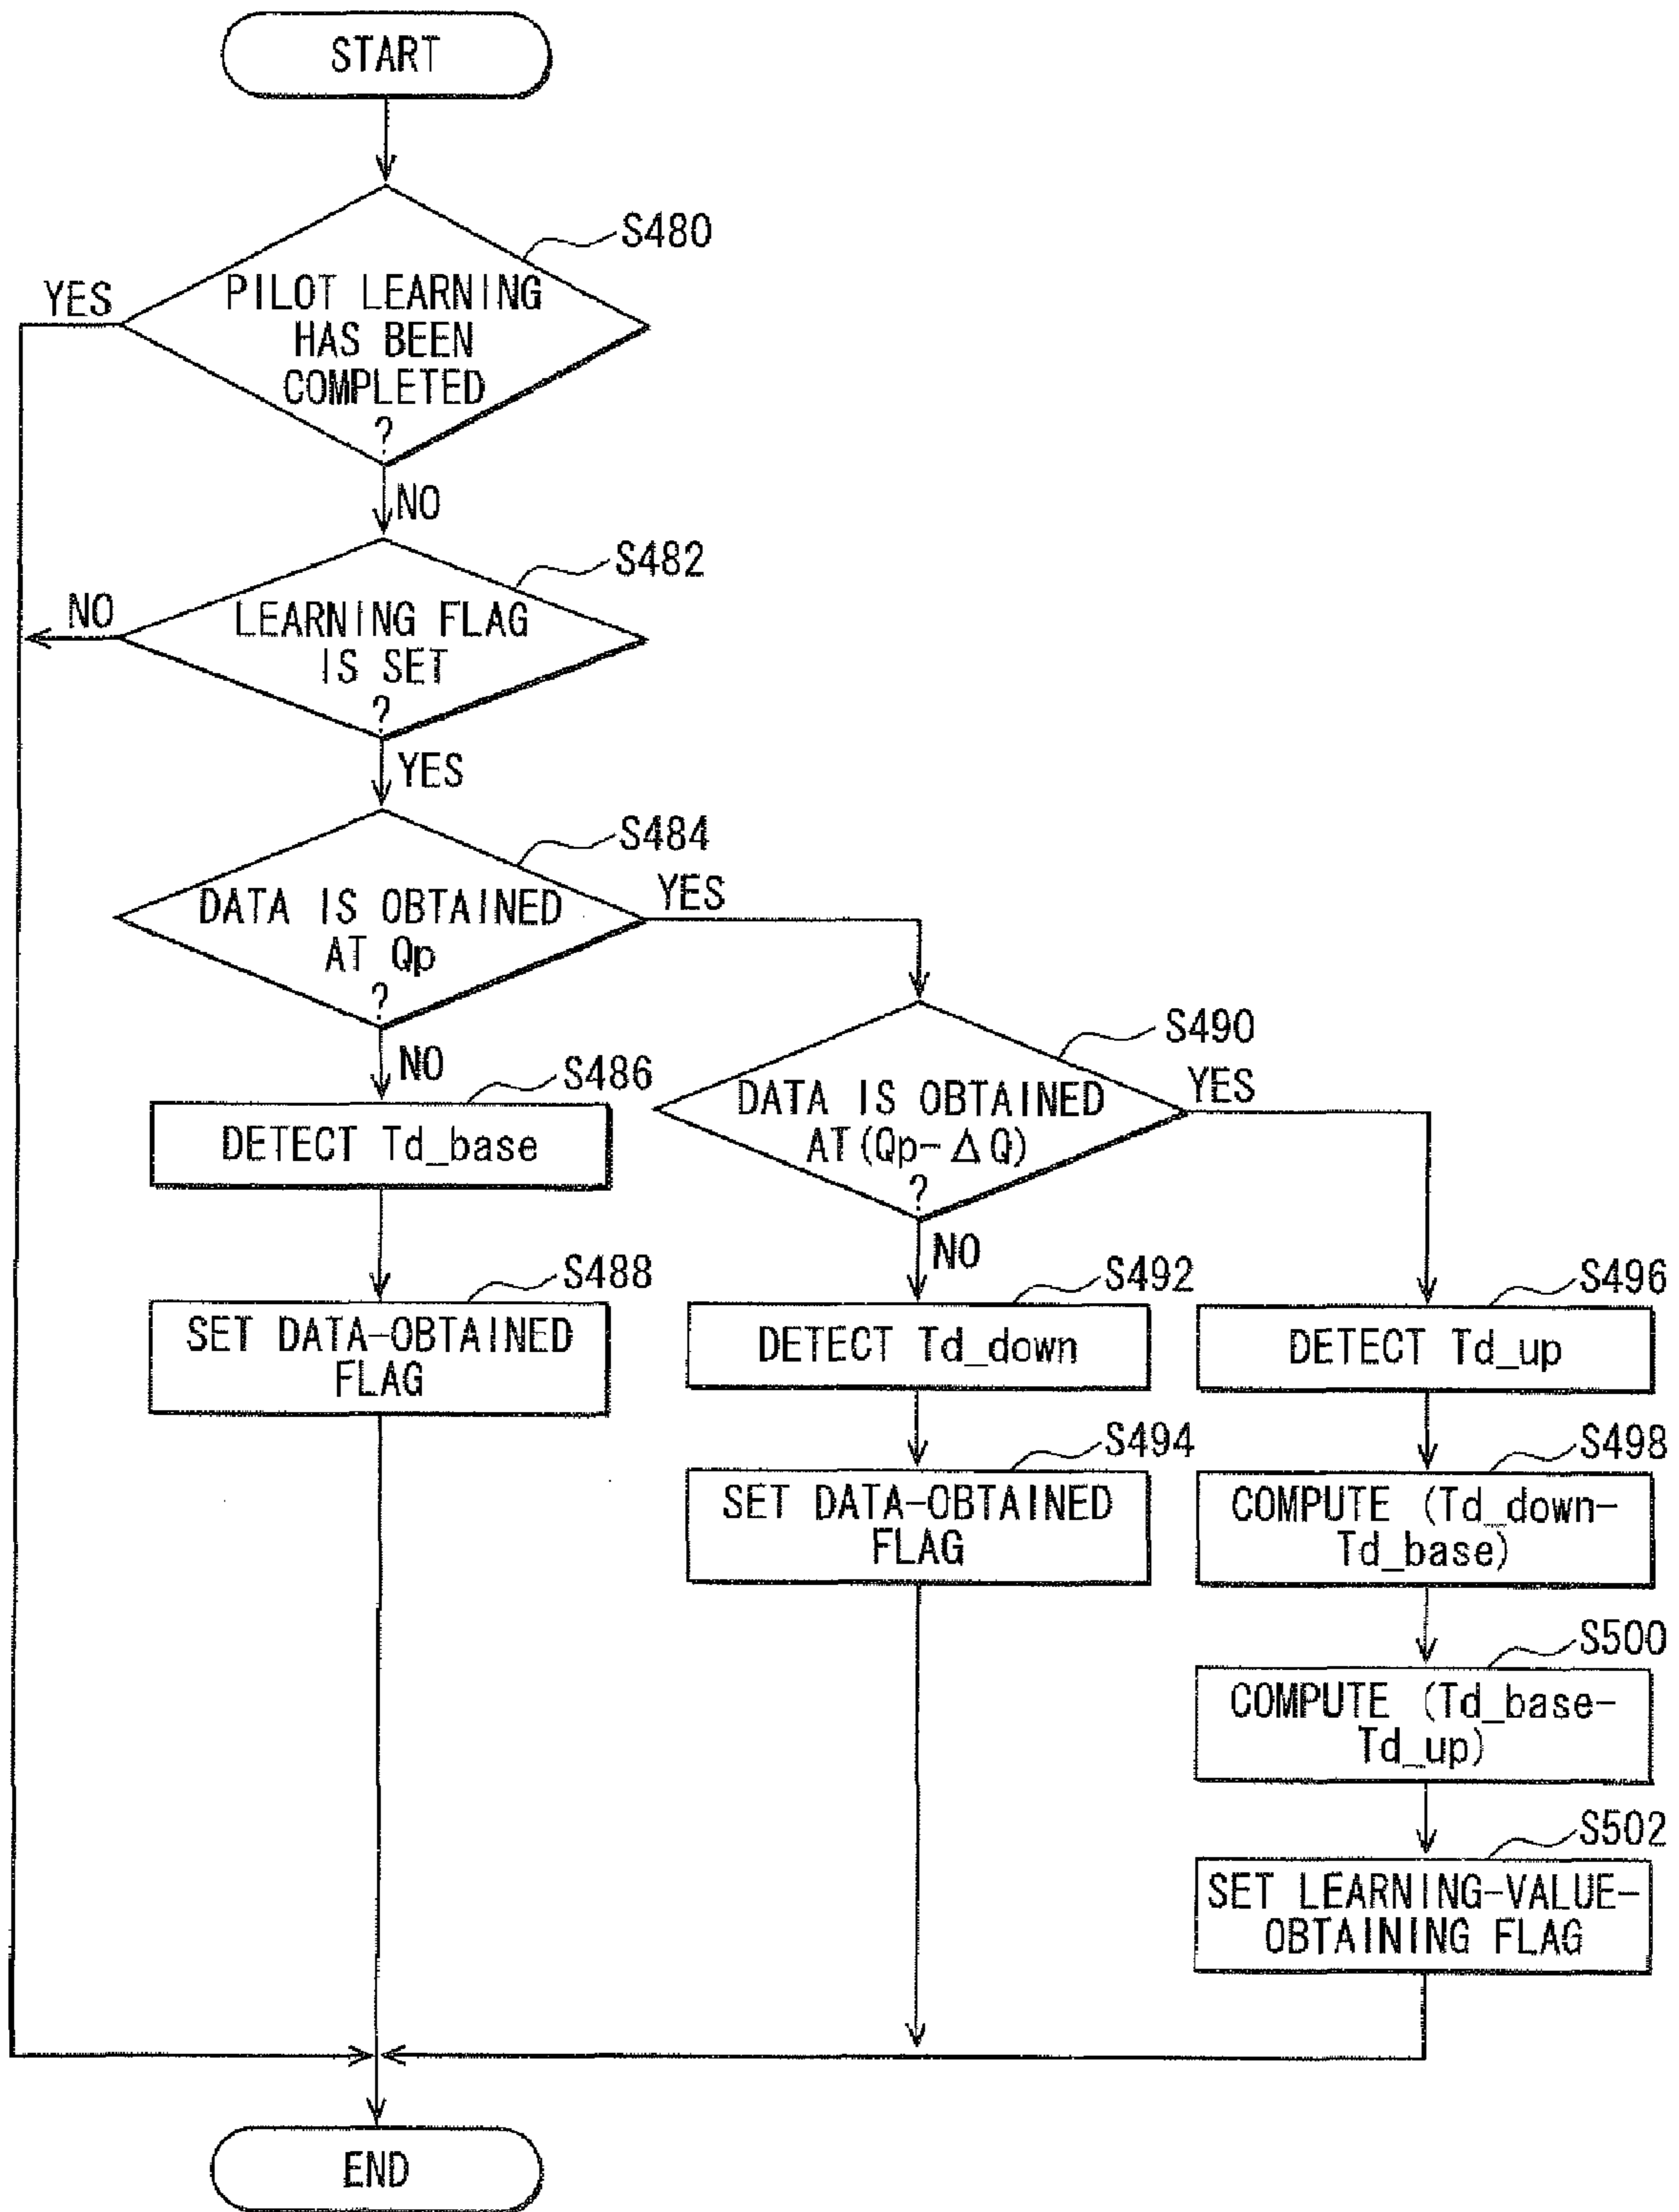 START
S480
YES
PILOT LEARNING
HAS BEEN
COMPLETED
?
NO
S482
NO
LEARNING FLAG
IS SET
?
YES
S484
DATA IS OBTAINED
AT Qp
?
YES
NO
S490
DATA IS OBTAINED
AT(Qp-ΔQ)
?
YES
NO
S486
DETECT Td_base
S488
SET DATA-OBTAINED
FLAG
S492
DETECT Td_down
S494
SET DATA-OBTAINED
FLAG
S496
DETECT Td_up
S498
COMPUTE (Td_down-
Td_base)
S500
COMPUTE (Td_base-
Td_up)
S502
SET LEARNING-VALUE-
OBTAINING FLAG
END